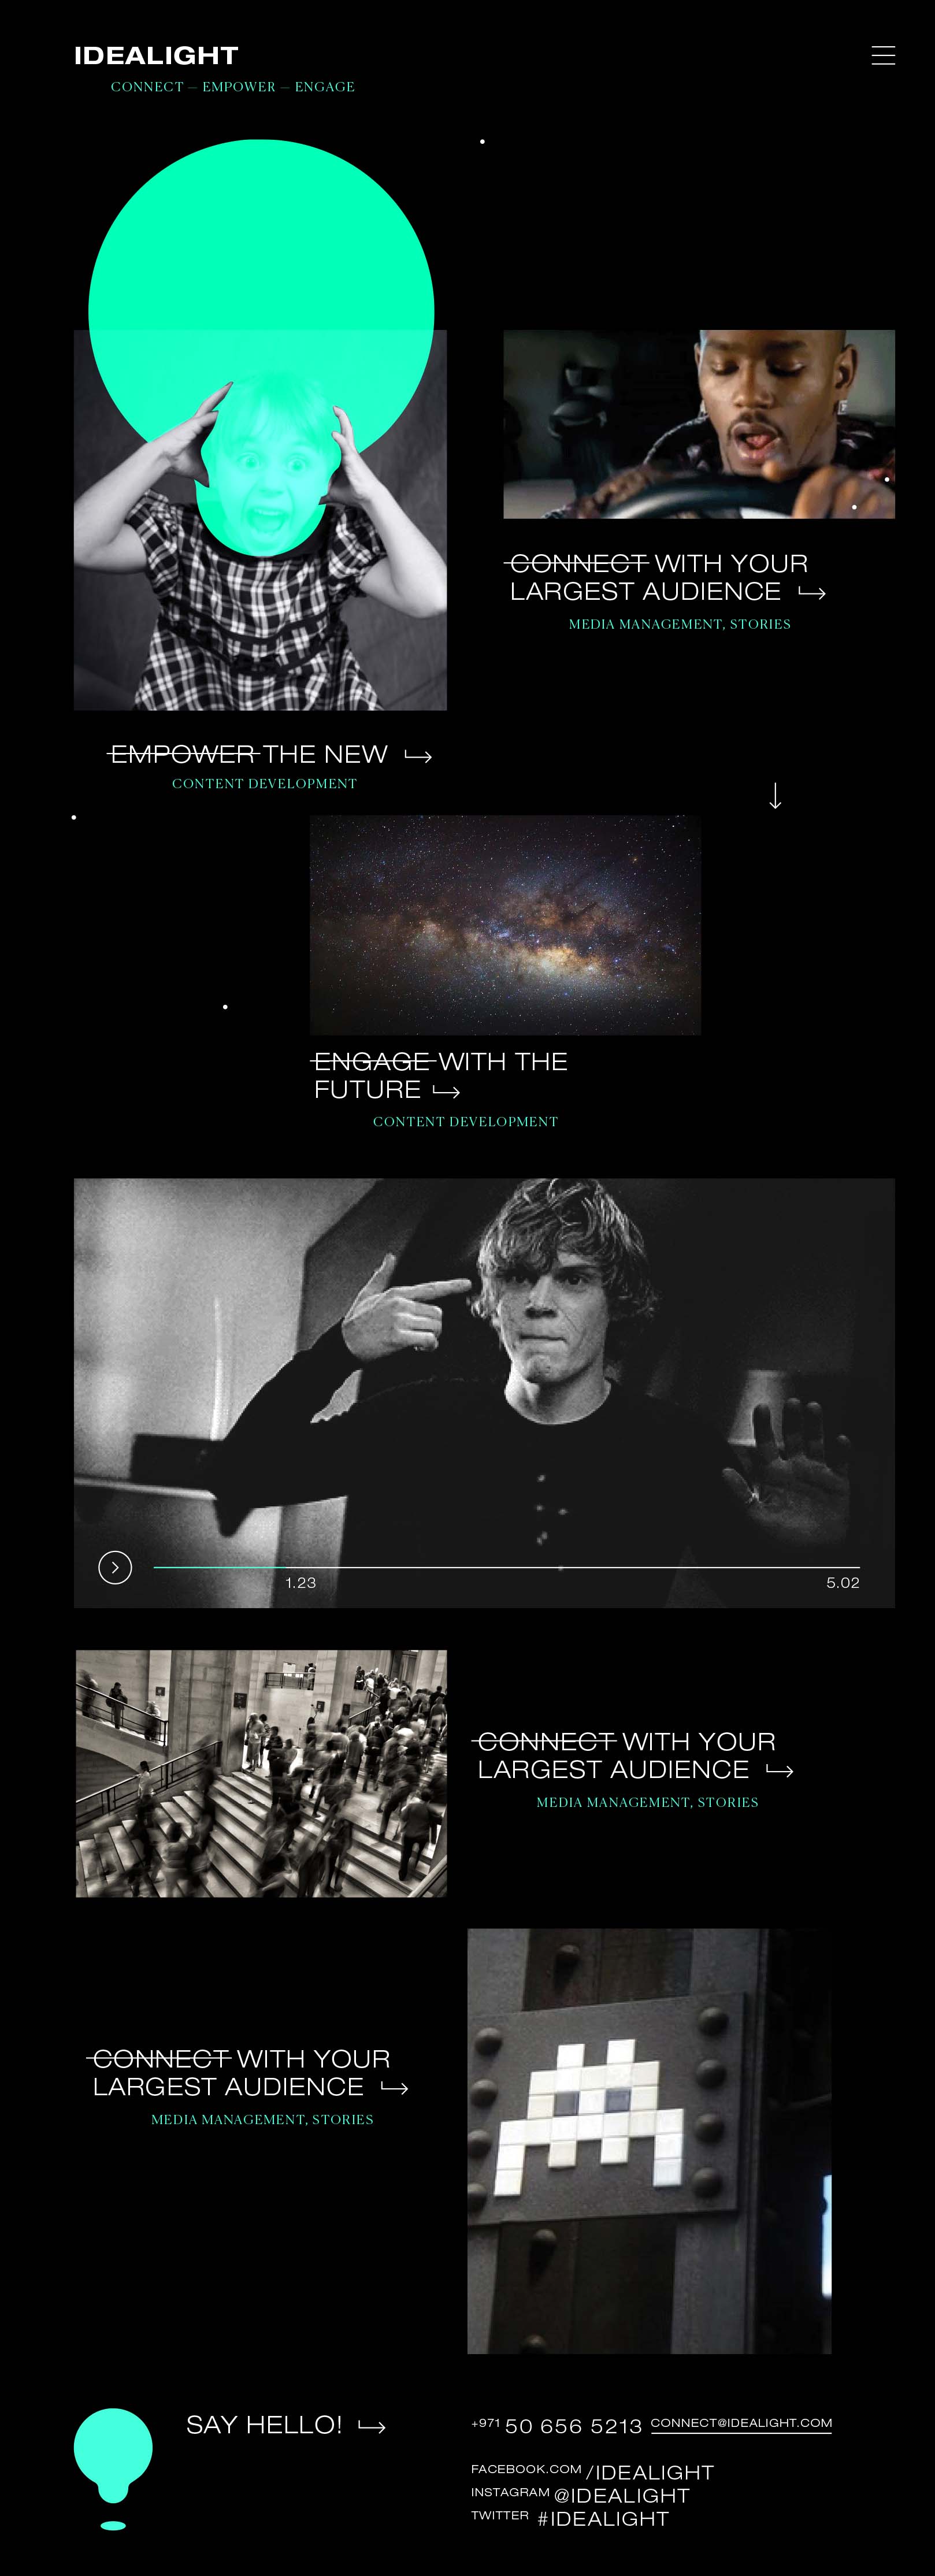 IDEALIGHT
CONNECT — EMPOWER — ENGAGE
CONNECT WITH YOUR
LARGEST AUDIENCE
MEDIA MANAGEMENT, STORIES
EMPOWER THE NEW
CONTENT DEVELOPMENT
ENGAGE WITH THE
FUTURE
CONTENT DEVELOPMENT
1.23
5.02
CONNECT WITH YOUR
LARGEST AUDIENCE
MEDIA MANAGEMENT, STORIES
CONNECT WITH YOUR
LARGEST AUDIENCE
MEDIA MANAGEMENT, STORIES
SAY HELLO!
+971 50 656 5213 CONNECT@IDEALIGHT.COM
FACEBOOK.COM /IDEALIGHT
INSTAGRAM @IDEALIGHT
TWITTER #IDEALIGHT